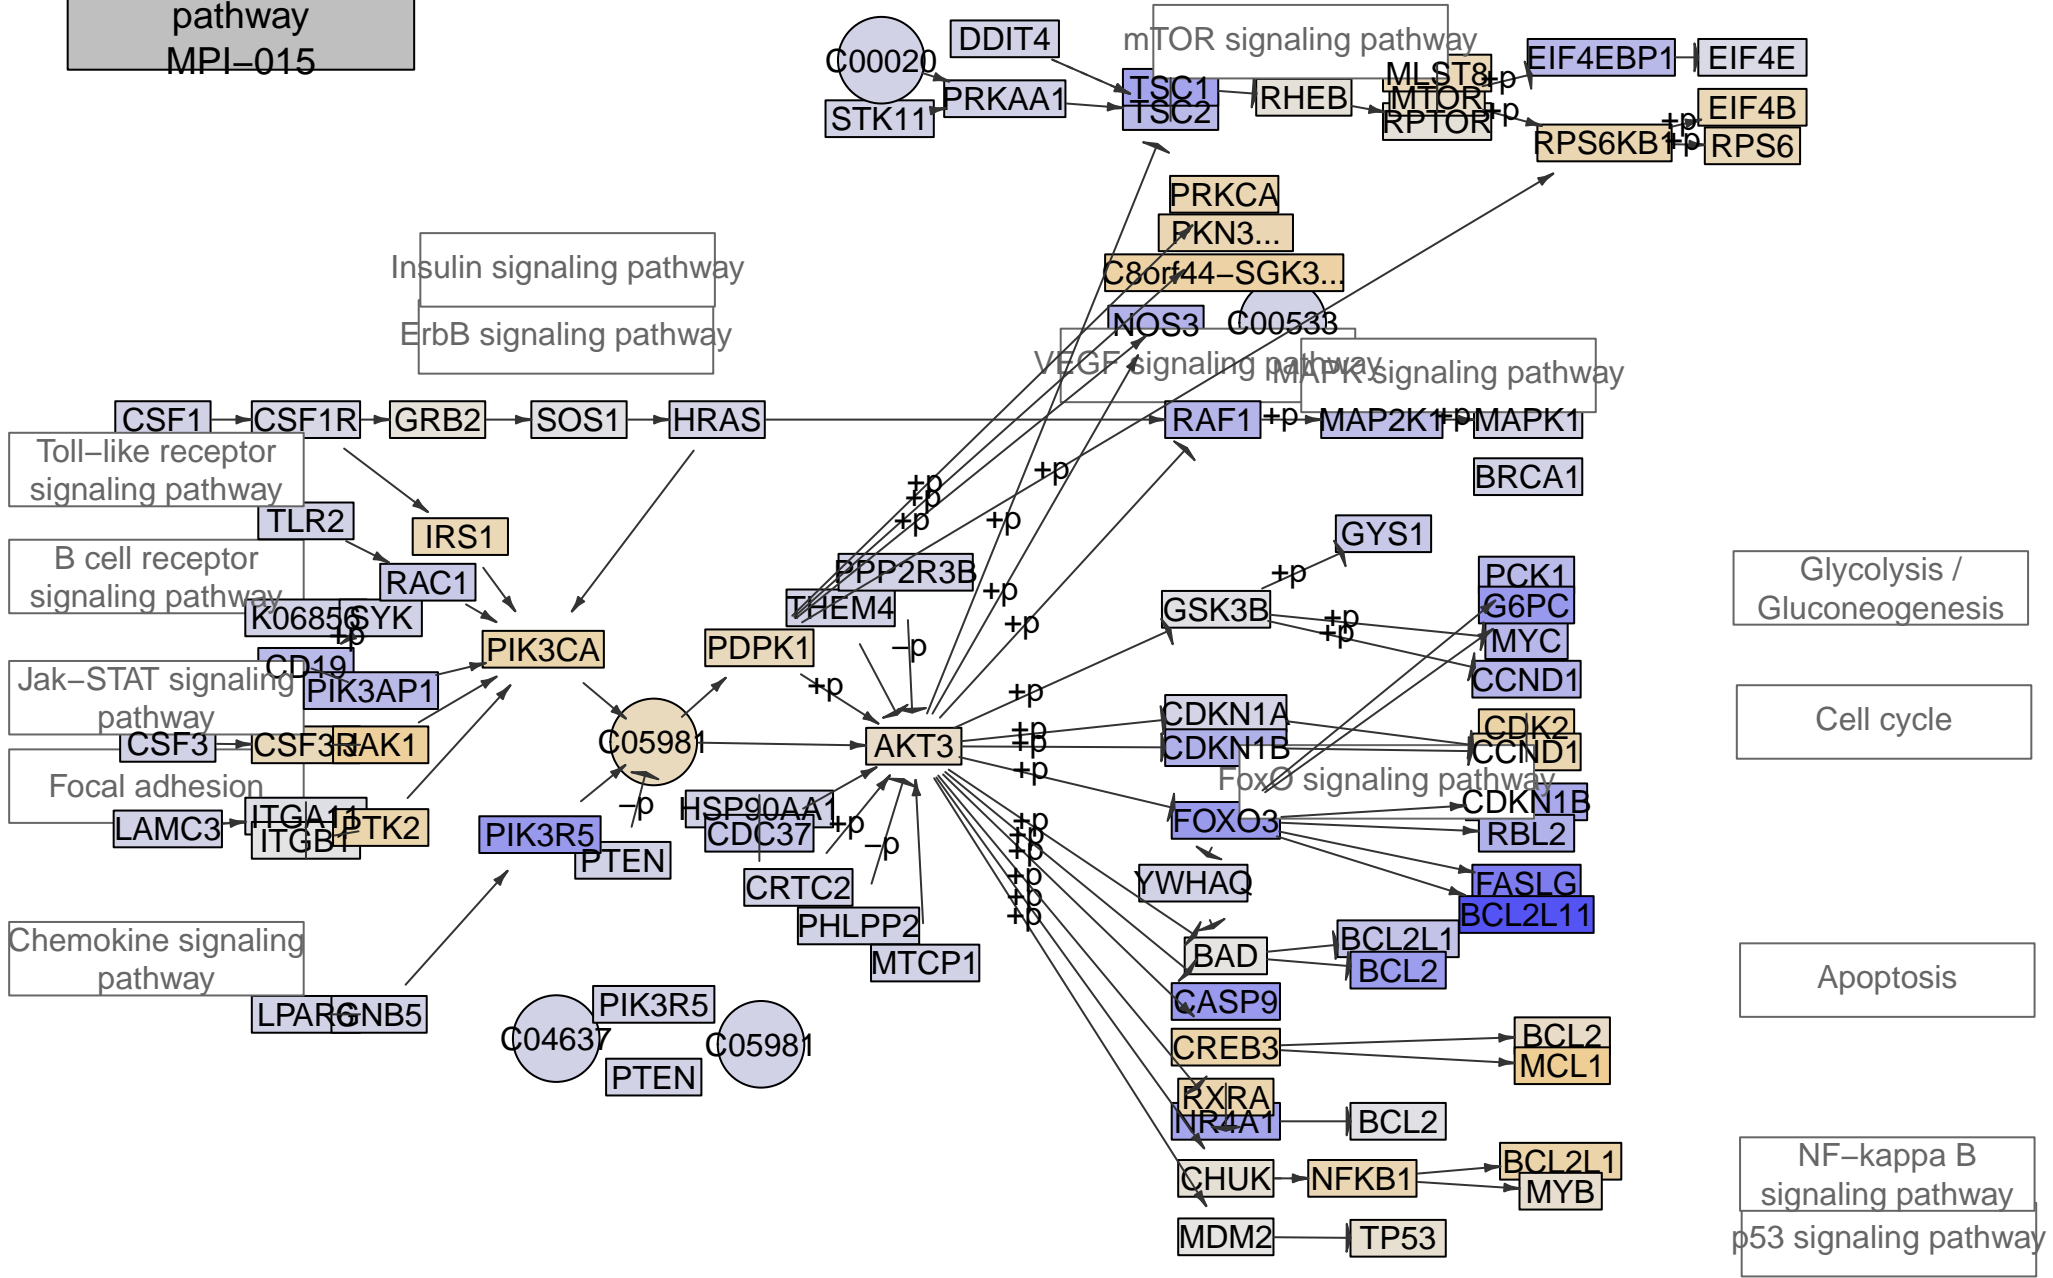 pathway
MPI−015
C00020
DDIT4
STK11
PRKAA1
TSC1
TSC2
mTOR signaling pathway
RHEB
MLST8
MTOR
RPTOR
+p
+p
EIF4EBP1
EIF4E
RPS6KB1
+p
+p
EIF4B
RPS6
PRKCA
PKN3...
C8orf44−SGK3...
NOS3
C00533
Insulin signaling pathway
ErbB signaling pathway
VEGF signaling pathway
MAPK signaling pathway
CSF1
CSF1R
GRB2
SOS1
HRAS
RAF1
+p
MAP2K1
+p
MAPK1
BRCA1
Toll−like receptor
signaling pathway
TLR2
IRS1
B cell receptor
signaling pathway
RAC1
K06856
SYK
+p
CD19
PIK3AP1
PIK3CA
PDPK1
THEM4
PPP2R3B
+p
+p
+p
+p
+p
+p
+p
−p
+p
GSK3B
+p
GYS1
+p
+p
PCK1
G6PC
MYC
CCND1
Glycolysis /
Gluconeogenesis
Jak−STAT signaling
pathway
CSF3
CSF3R
JAK1
C05981
AKT3
+p
+p
+p
+p
CDKN1A
CDKN1B
CDK2
CCND1
Cell cycle
FoxO signaling pathway
Focal adhesion
LAMC3
ITGA11
ITGB1
PTK2
PIK3R5
−p
PTEN
HSP90AA1
CDC37
+p
−p
CRTC2
PHLPP2
MTCP1
+p
+p
+p
+p
+p
+p
FOXO3
CDKN1B
RBL2
FASLG
BCL2L11
YWHAQ
BAD
BCL2L1
BCL2
Chemokine signaling
pathway
LPAR6
GNB5
C04637
PIK3R5
C05981
PTEN
CASP9
CREB3
BCL2
MCL1
RXRA
NR4A1
BCL2
CHUK
NFKB1
BCL2L1
MYB
MDM2
TP53
Apoptosis
NF−kappa B
signaling pathway
p53 signaling pathway